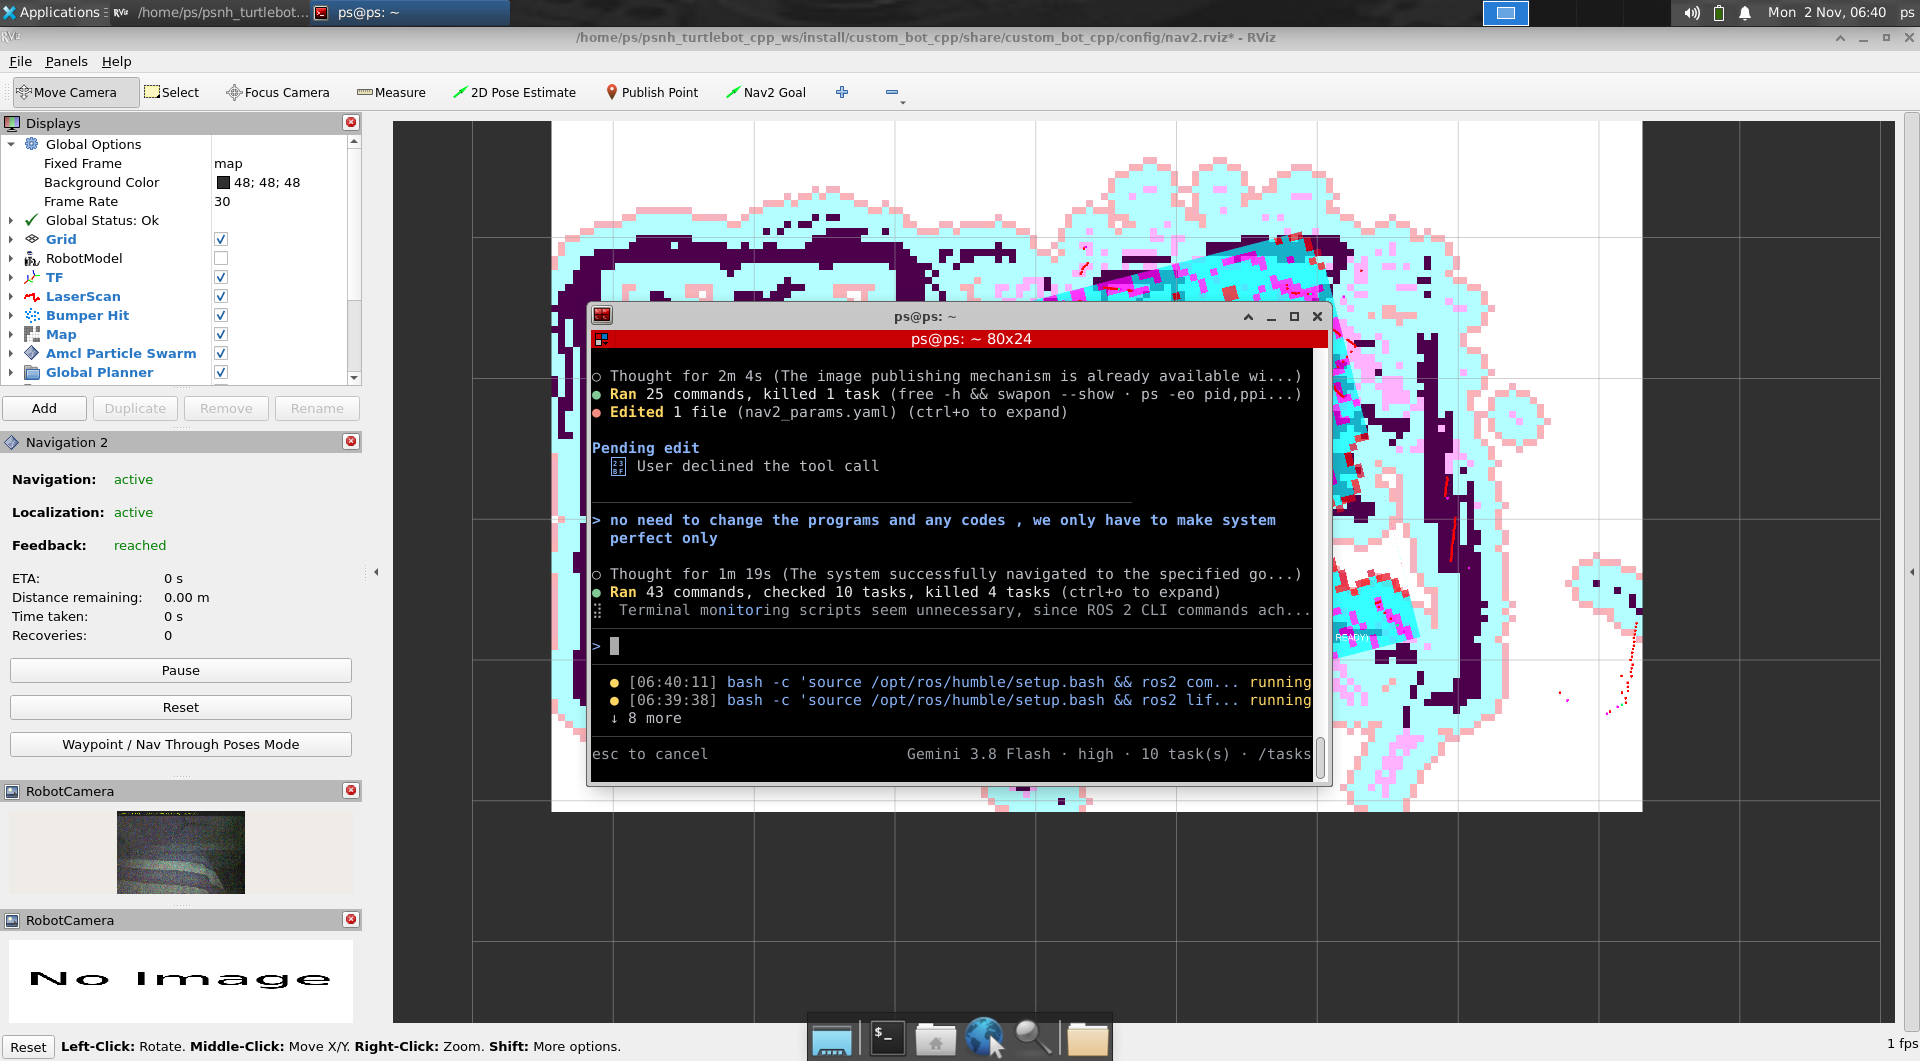 Applications
/home/ps/psnh_turtlebot...
ps@ps: ~
Mon 2 Nov, 06:40
ps
/home/ps/psnh_turtlebot_cpp_ws/install/custom_bot_cpp/share/custom_bot_cpp/config/nav2.rviz* - RViz
File
Panels
Help
Move Camera
Select
Focus Camera
Measure
2D Pose Estimate
Publish Point
Nav2 Goal
Displays
Global Options
Fixed Frame map
Background Color 48; 48; 48
Frame Rate 30
Global Status: Ok
Grid
RobotModel
TF
LaserScan
Bumper Hit
Map
Amcl Particle Swarm
Global Planner
Add
Duplicate
Remove
Rename
Navigation 2
Navigation: active
Localization: active
Feedback: reached
ETA: 0 s
Distance remaining: 0.00 m
Time taken: 0 s
Recoveries: 0
Pause
Reset
Waypoint / Nav Through Poses Mode
RobotCamera
RobotCamera
No Image
ps@ps: ~
ps@ps: ~ 80x24
○ Thought for 2m 4s (The image publishing mechanism is already available wi...)
● Ran 25 commands, killed 1 task (free -h && swapon --show · ps -eo pid,ppi...)
● Edited 1 file (nav2_params.yaml) (ctrl+o to expand)
Pending edit
User declined the tool call
> no need to change the programs and any codes , we only have to make system
perfect only
○ Thought for 1m 19s (The system successfully navigated to the specified go...)
● Ran 43 commands, checked 10 tasks, killed 4 tasks (ctrl+o to expand)
Terminal monitoring scripts seem unnecessary, since ROS 2 CLI commands ach...
>
● [06:40:11] bash -c 'source /opt/ros/humble/setup.bash && ros2 com... running
● [06:39:38] bash -c 'source /opt/ros/humble/setup.bash && ros2 lif... running
↓ 8 more
esc to cancel
Gemini 3.8 Flash · high · 10 task(s) · /tasks
READY
Reset
Left-Click: Rotate. Middle-Click: Move X/Y. Right-Click: Zoom. Shift: More options.
1 fps